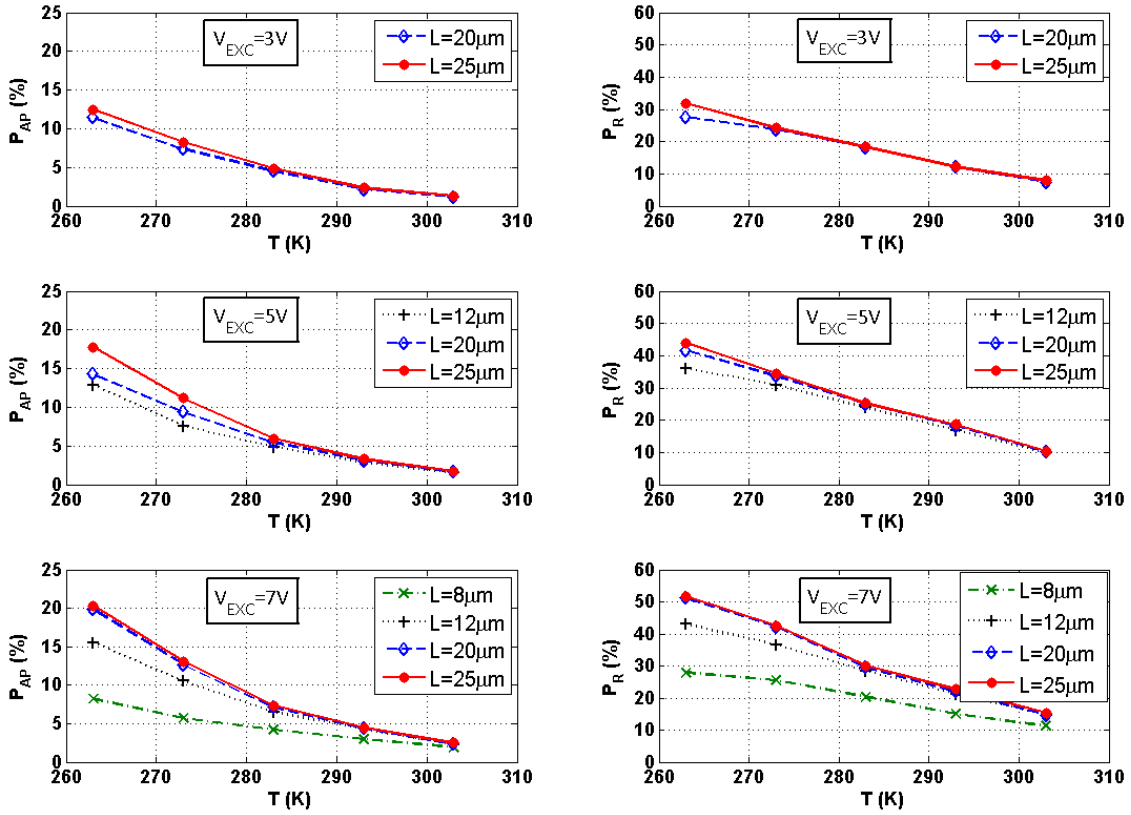 25
20
15
10
5
0
P_AP (%)
V_EXC=3V
L=20μm
L=25μm
260 270 280 290 300 310
T (K)
60
50
40
30
20
10
0
P_R (%)
V_EXC=3V
L=20μm
L=25μm
260 270 280 290 300 310
T (K)
25
20
15
10
5
0
P_AP (%)
V_EXC=5V
L=12μm
L=20μm
L=25μm
260 270 280 290 300 310
T (K)
60
50
40
30
20
10
0
P_R (%)
V_EXC=5V
L=12μm
L=20μm
L=25μm
260 270 280 290 300 310
T (K)
25
20
15
10
5
0
P_AP (%)
V_EXC=7V
L=8μm
L=12μm
L=20μm
L=25μm
260 270 280 290 300 310
T (K)
60
50
40
30
20
10
0
P_R (%)
V_EXC=7V
L=8μm
L=12μm
L=20μm
L=25μm
260 270 280 290 300 310
T (K)